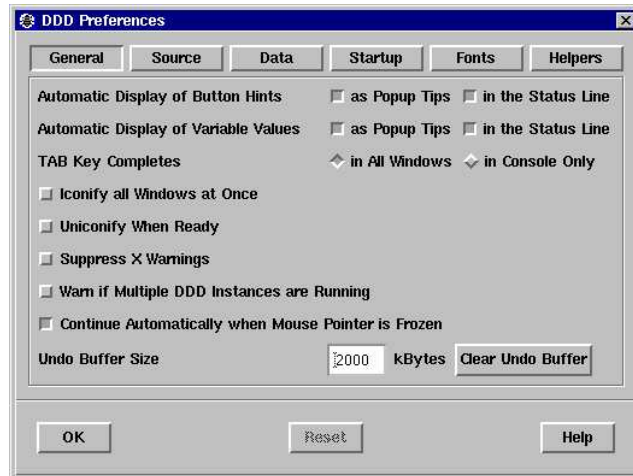 DDD Preferences
General Source Data Startup Fonts Helpers
Automatic Display of Button Hints as Popup Tips in the Status Line
Automatic Display of Variable Values as Popup Tips in the Status Line
TAB Key Completes in All Windows in Console Only
Iconify all Windows at Once
Uniconify When Ready
Suppress X Warnings
Warn if Multiple DDD Instances are Running
Continue Automatically when Mouse Pointer is Frozen
Undo Buffer Size 2000 kBytes Clear Undo Buffer
OK Reset Help